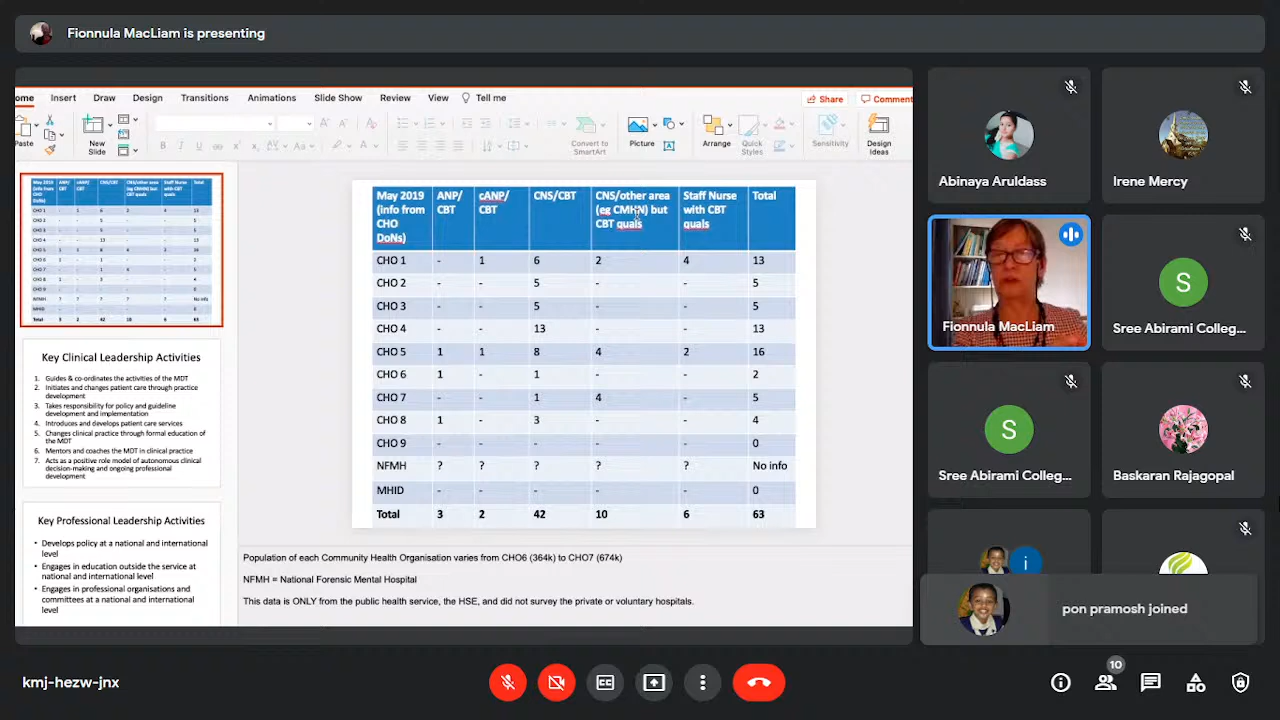 Fionnula MacLiam is presenting
ome Insert Draw Design Transitions Animations Slide Show Review View Tell me
Share Comment
Paste
New
Slide
Convert to
SmartArt
Picture
Arrange
Quick
Styles
Sensitivity
Design
Ideas
May 2019 (info from CHO DoNs) ANP/ CBT cANP/ CBT CNS/CBT CNS/other area (eg CMHN) but CBT quals Staff Nurse with CBT quals Total
CHO 1 - 1 6 2 4 13
CHO 2 - - 5 - - 5
CHO 3 - - 5 - - 5
CHO 4 - - 13 - - 13
CHO 5 1 1 8 4 2 16
CHO 6 1 - 1 - - 2
CHO 7 - - 1 4 - 5
CHO 8 1 - 3 - - 4
CHO 9 - - - - - 0
NFMH ? ? ? ? ? No info
MHID - - - - - 0
Total 3 2 42 10 6 63
Key Clinical Leadership Activities
1. Guides & co-ordinates the activities of the MDT
2. Initiates and changes patient care through practice
development
3. Takes responsibility for policy and guideline
development and implementation
4. Introduces and develops patient care services
5. Changes clinical practice through formal education of
the MDT
6. Mentors and coaches the MDT in clinical practice
7. Acts as a positive role model of autonomous clinical
decision-making and ongoing professional
development
Key Professional Leadership Activities
• Develops policy at a national and international
level
• Engages in education outside the service at
national and international level
• Engages in professional organisations and
committees at a national and international
level
Population of each Community Health Organisation varies from CHO6 (364k) to CHO7 (674k)
NFMH = National Forensic Mental Hospital
This data is ONLY from the public health service, the HSE, and did not survey the private or voluntary hospitals.
Abinaya Aruldass
Irene Mercy
Fionnula MacLiam
S
Sree Abirami Colleg...
S
Sree Abirami Colleg...
Baskaran Rajagopal
i
pon pramosh joined
kmj-hezw-jnx
10